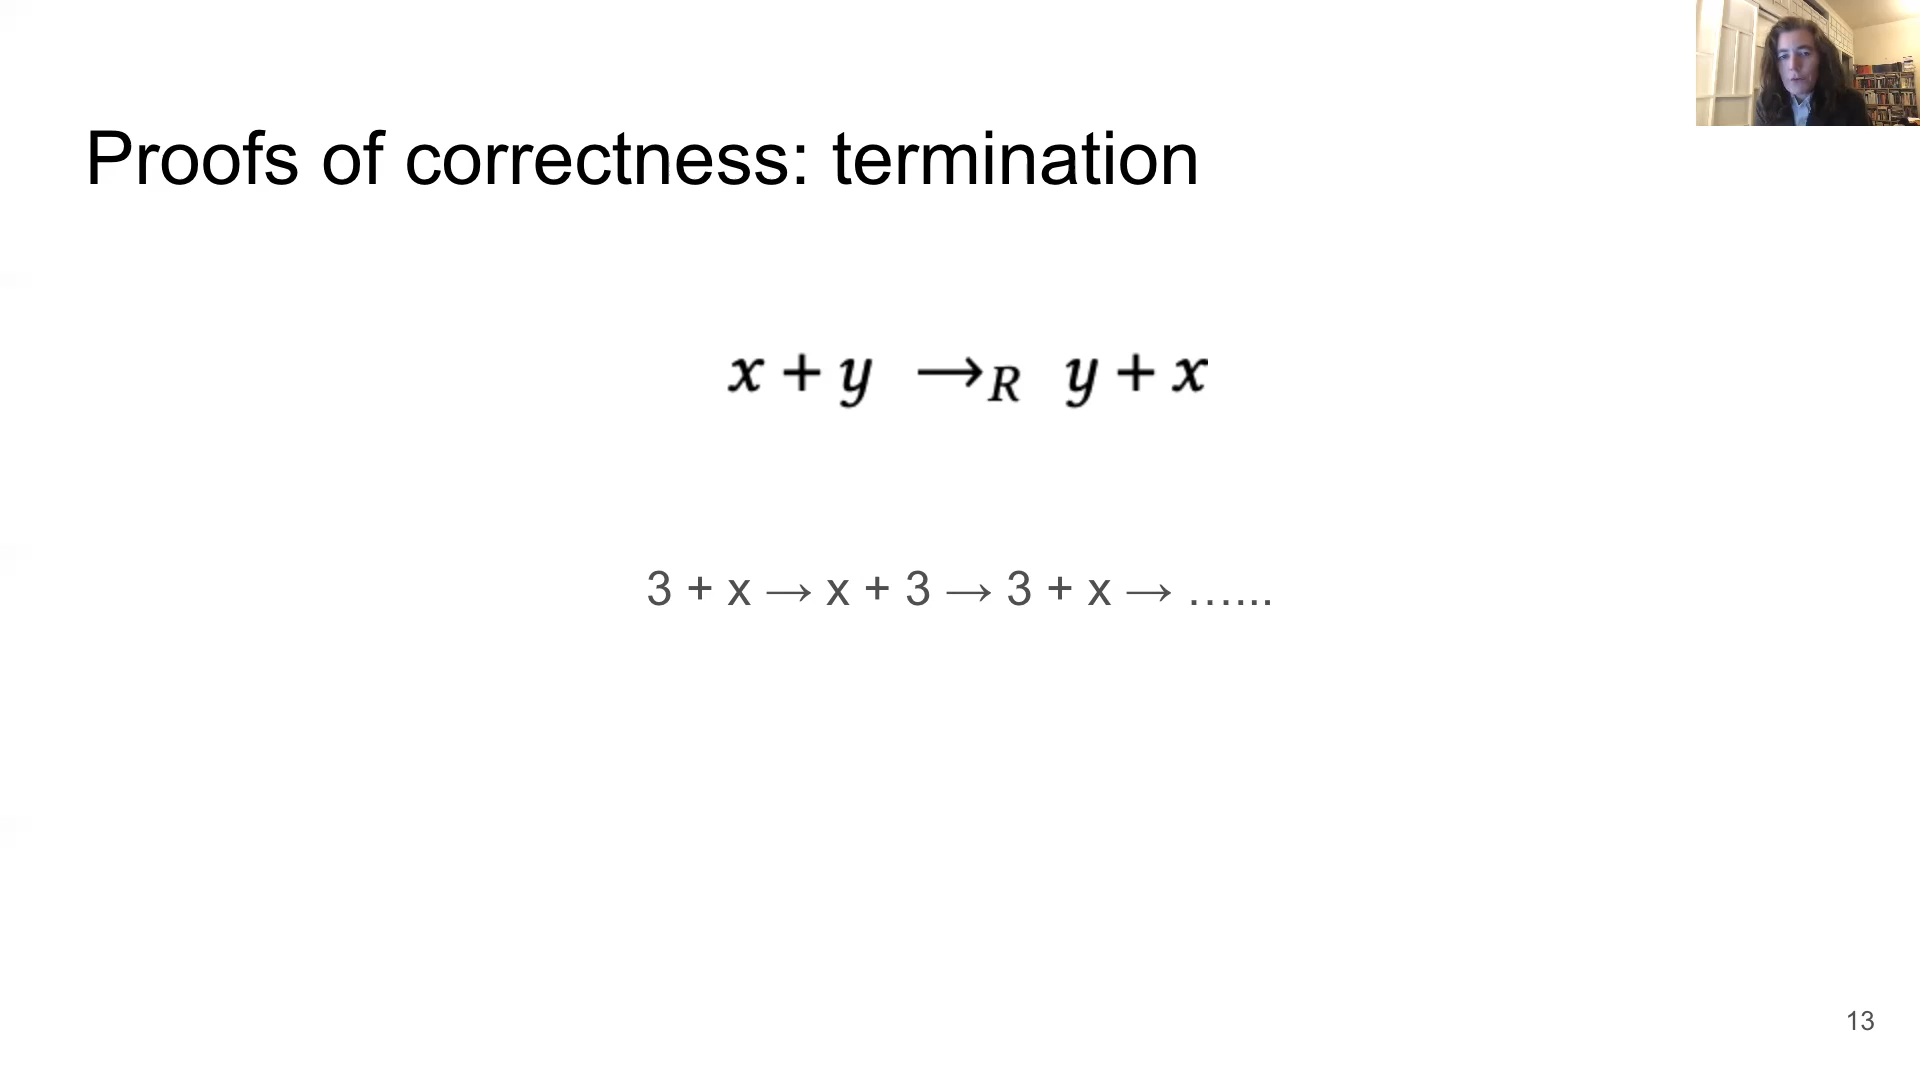 Proofs of correctness: termination
x + y →R y + x
3 + x → x + 3 → 3 + x → …...
13